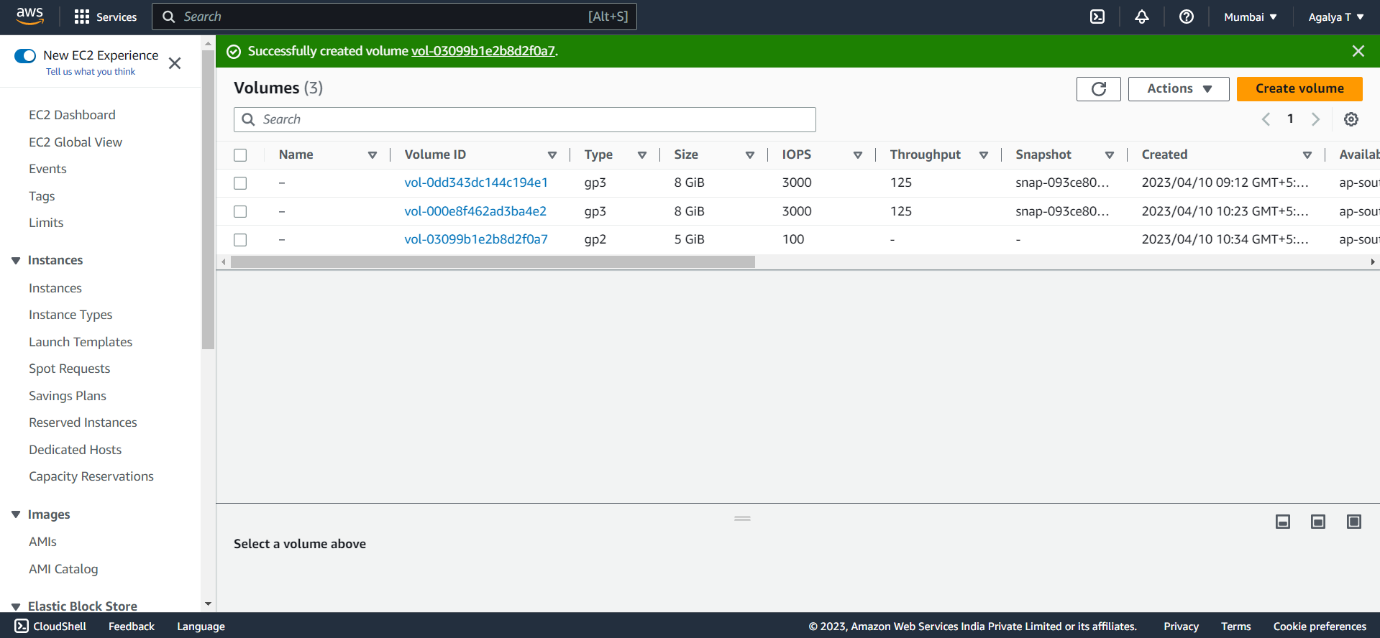 aws Services Search [Alt+S] Mumbai Agalya T
New EC2 Experience
Tell us what you think
EC2 Dashboard
EC2 Global View
Events
Tags
Limits
Instances
Instances
Instance Types
Launch Templates
Spot Requests
Savings Plans
Reserved Instances
Dedicated Hosts
Capacity Reservations
Images
AMIs
AMI Catalog
Elastic Block Store
Successfully created volume vol-03099b1e2b8d2f0a7.
Volumes (3) Actions Create volume
Search 1
Name Volume ID Type Size IOPS Throughput Snapshot Created Availab
– vol-0dd343dc144c194e1 gp3 8 GiB 3000 125 snap-093ce80... 2023/04/10 09:12 GMT+5:... ap-sout
– vol-000e8f462ad3ba4e2 gp3 8 GiB 3000 125 snap-093ce80... 2023/04/10 10:23 GMT+5:... ap-sout
– vol-03099b1e2b8d2f0a7 gp2 5 GiB 100 - - 2023/04/10 10:34 GMT+5:... ap-sout
Select a volume above
CloudShell Feedback Language © 2023, Amazon Web Services India Private Limited or its affiliates. Privacy Terms Cookie preferences